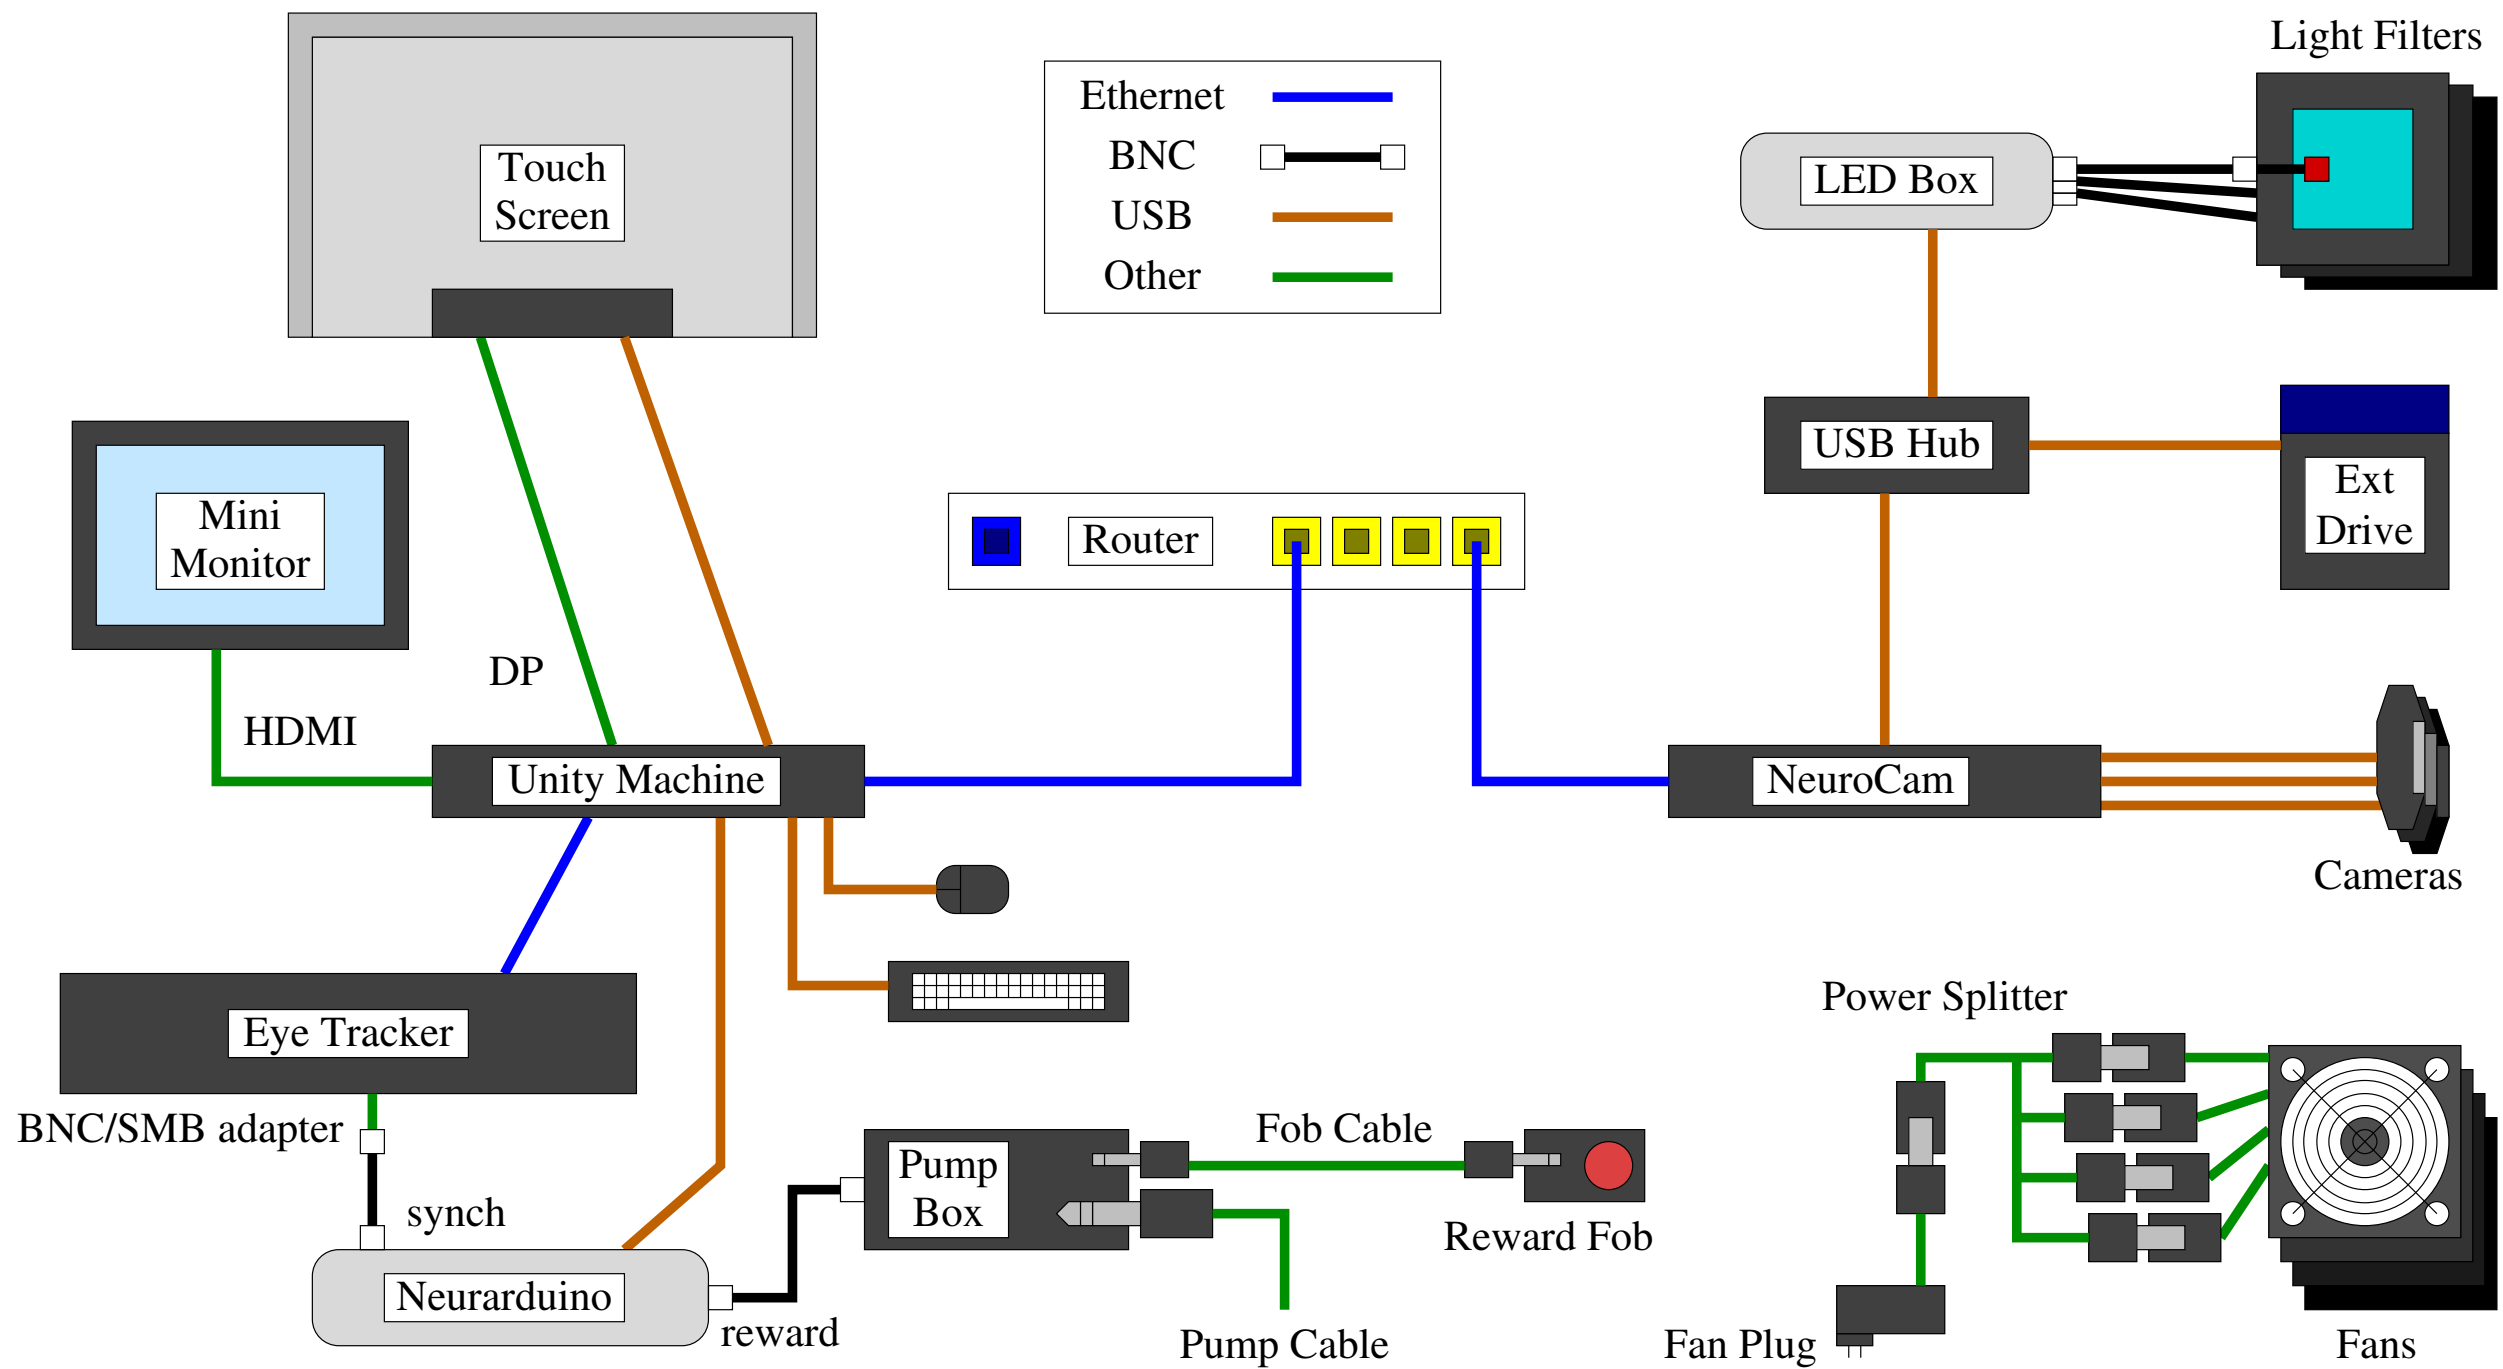 Light Filters
Touch
Screen
Ethernet
BNC
USB
Other
LED Box
USB Hub
Ext
Drive
Mini
Monitor
Router
DP
HDMI
Unity Machine
NeuroCam
Cameras
Eye Tracker
Power Splitter
BNC/SMB adapter
synch
Pump
Box
Fob Cable
Reward Fob
Neurarduino
reward
Pump Cable
Fan Plug
Fans